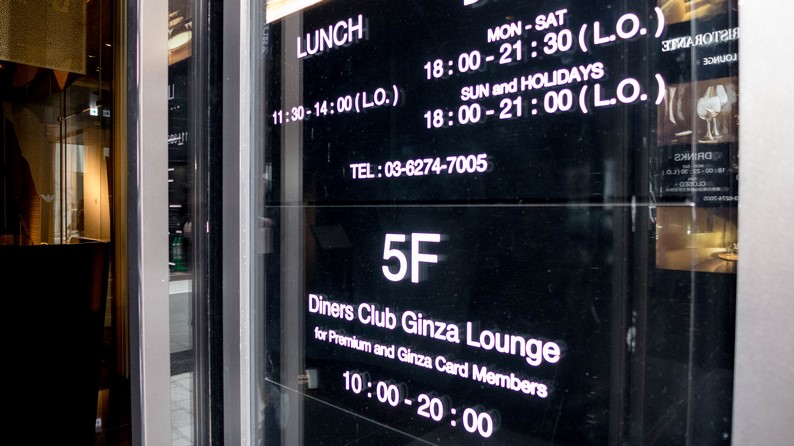 LUNCH
11:30-14:00(L.O.)
MON-SAT
18:00-21:30(L.O.)
SUN and HOLIDAYS
18:00-21:00(L.O.)
TEL:03-6274-7005
5F
Diners Club Ginza Lounge
for Premium and Ginza Card Members
10:00-20:00
RISTORANTE
LOUNGE
DRINKS